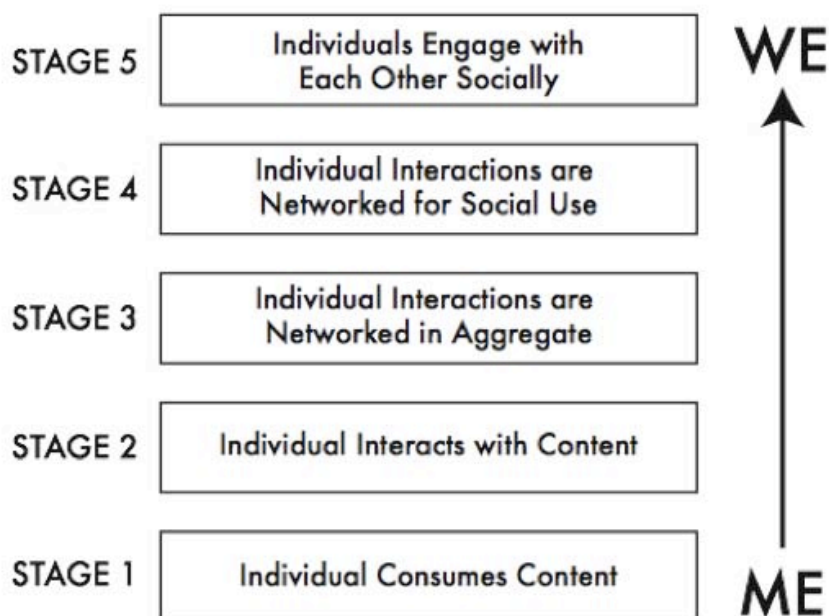 STAGE 5
Individuals Engage with
Each Other Socially
WE
STAGE 4
Individual Interactions are
Networked for Social Use
STAGE 3
Individual Interactions are
Networked in Aggregate
STAGE 2
Individual Interacts with Content
STAGE 1
Individual Consumes Content
ME